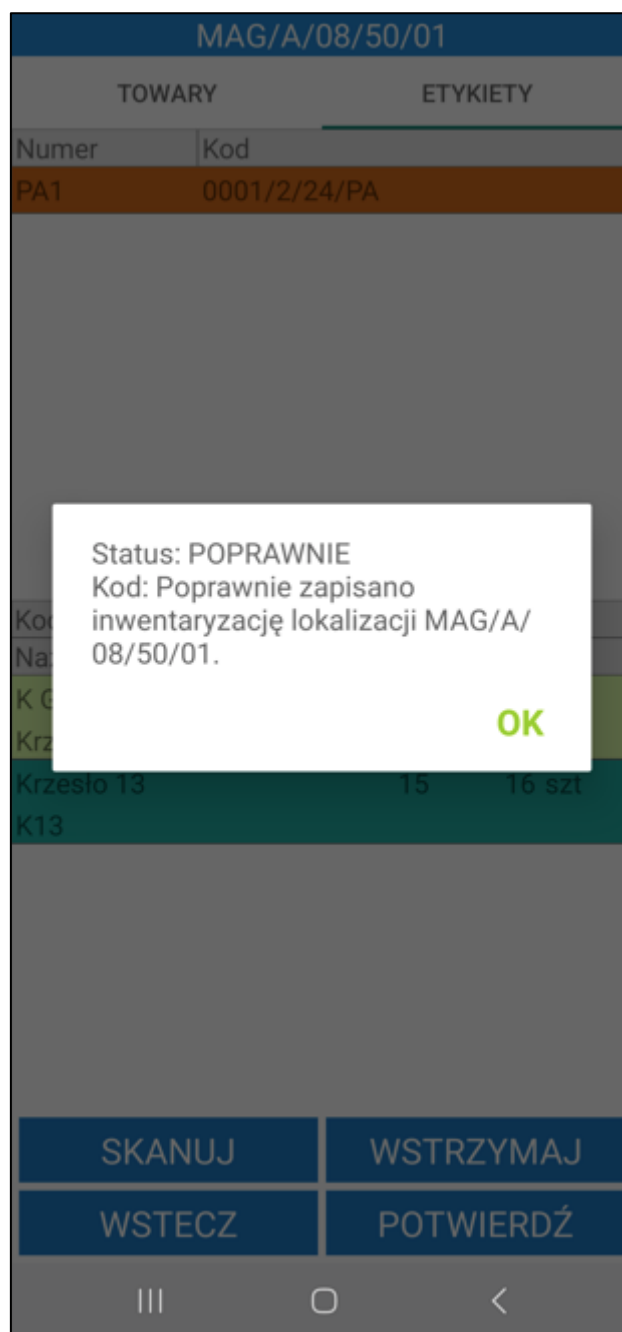 MAG/A/08/50/01
TOWARY ETYKIETY
Numer Kod
PA1 0001/2/24/PA
Status: POPRAWNIE
Kod: Poprawnie zapisano
inwentaryzację lokalizacji MAG/A/
08/50/01.
OK
Krzesło 13 15 16 szt
K13
SKANUJ WSTRZYMAJ
WSTECZ POTWIERDŹ